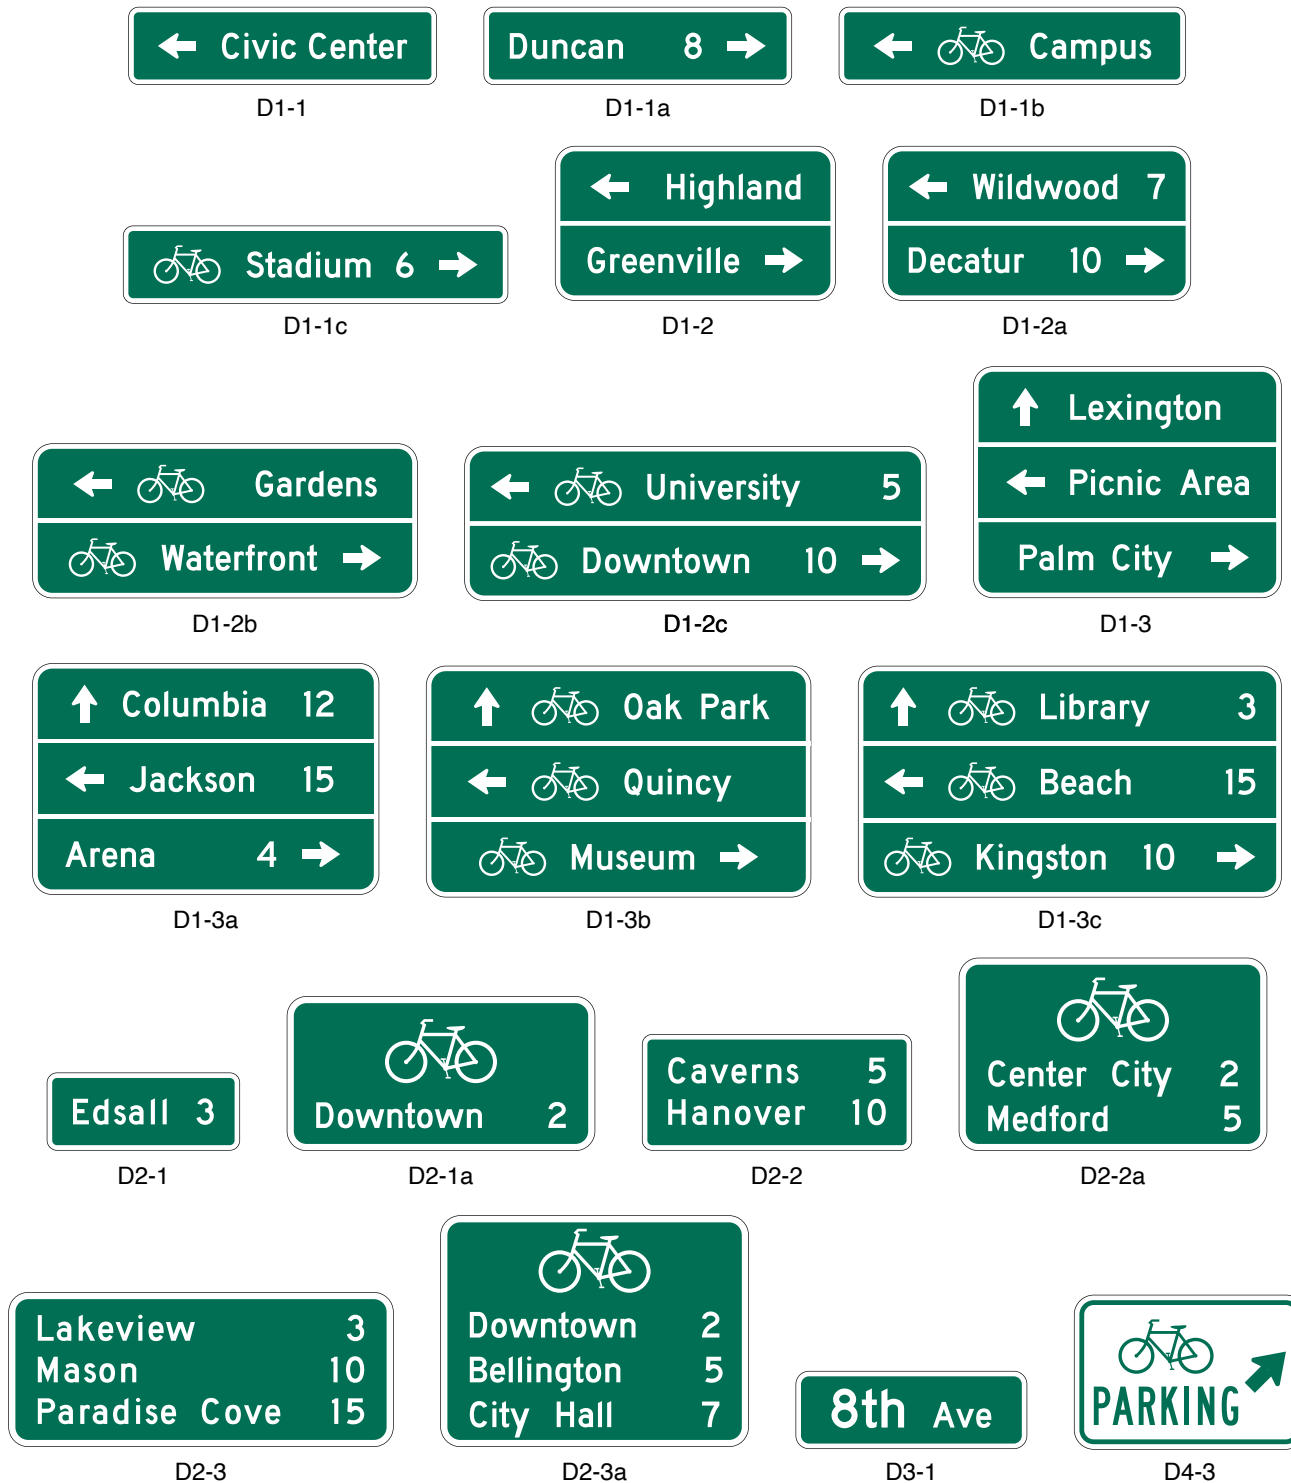 Civic Center
Duncan 8
Campus
D1-1
D1-1a
D1-1b
Stadium 6
D1-1c
Highland
Greenville
D1-2
Wildwood 7
Decatur 10
D1-2a
Gardens
Waterfront
D1-2b
University 5
Downtown 10
D1-2c
Lexington
Picnic Area
Palm City
D1-3
Columbia 12
Jackson 15
Arena 4
D1-3a
Oak Park
Quincy
Museum
D1-3b
Library 3
Beach 15
Kingston 10
D1-3c
Edsall 3
D2-1
Downtown 2
D2-1a
Caverns 5
Hanover 10
D2-2
Center City 2
Medford 5
D2-2a
Lakeview 3
Mason 10
Paradise Cove 15
D2-3
Downtown 2
Bellington 5
City Hall 7
D2-3a
8th Ave
D3-1
PARKING
D4-3